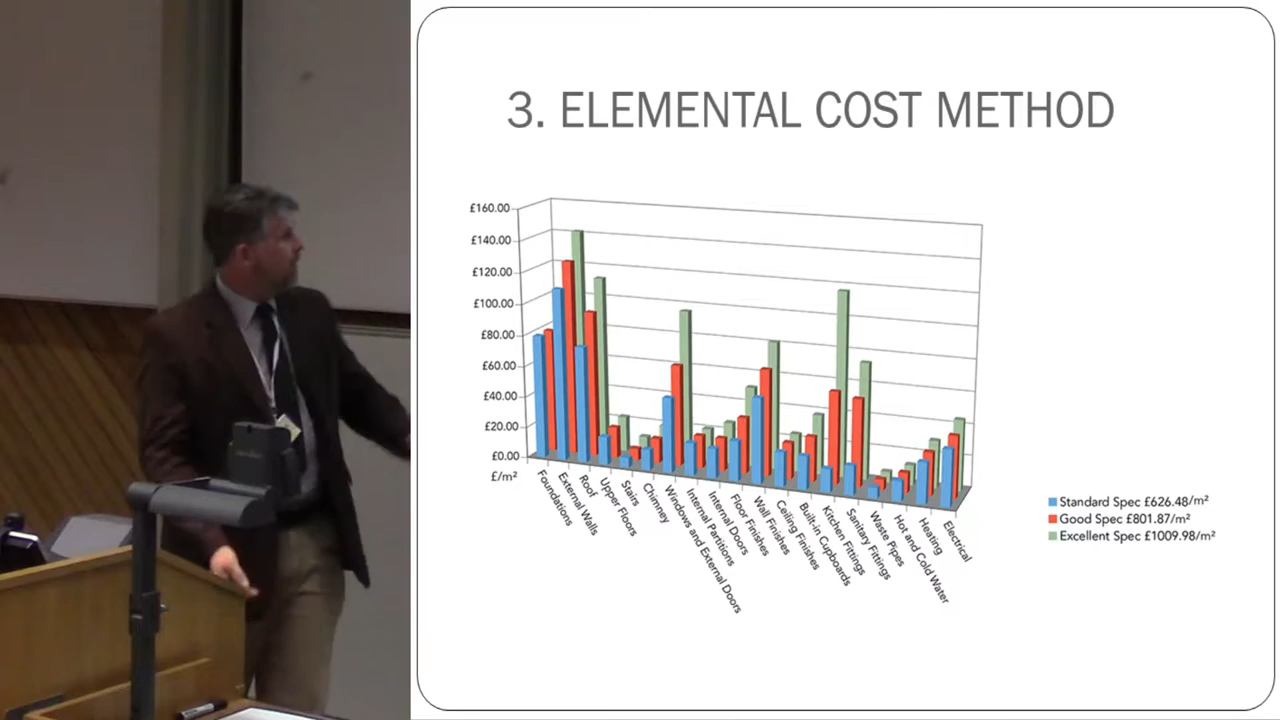 3. ELEMENTAL COST METHOD
£160.00
£140.00
£120.00
£100.00
£80.00
£60.00
£40.00
£20.00
£0.00
£/m²
Foundations
External Walls
Roof
Upper Floors
Stairs
Chimney
Windows and External Doors
Internal Partitions
Internal Doors
Floor Finishes
Wall Finishes
Ceiling Finishes
Built-in Cupboards
Kitchen Fittings
Sanitary Fittings
Waste Pipes
Hot and Cold Water
Heating
Electrical
Standard Spec £626.48/m²
Good Spec £801.87/m²
Excellent Spec £1009.98/m²